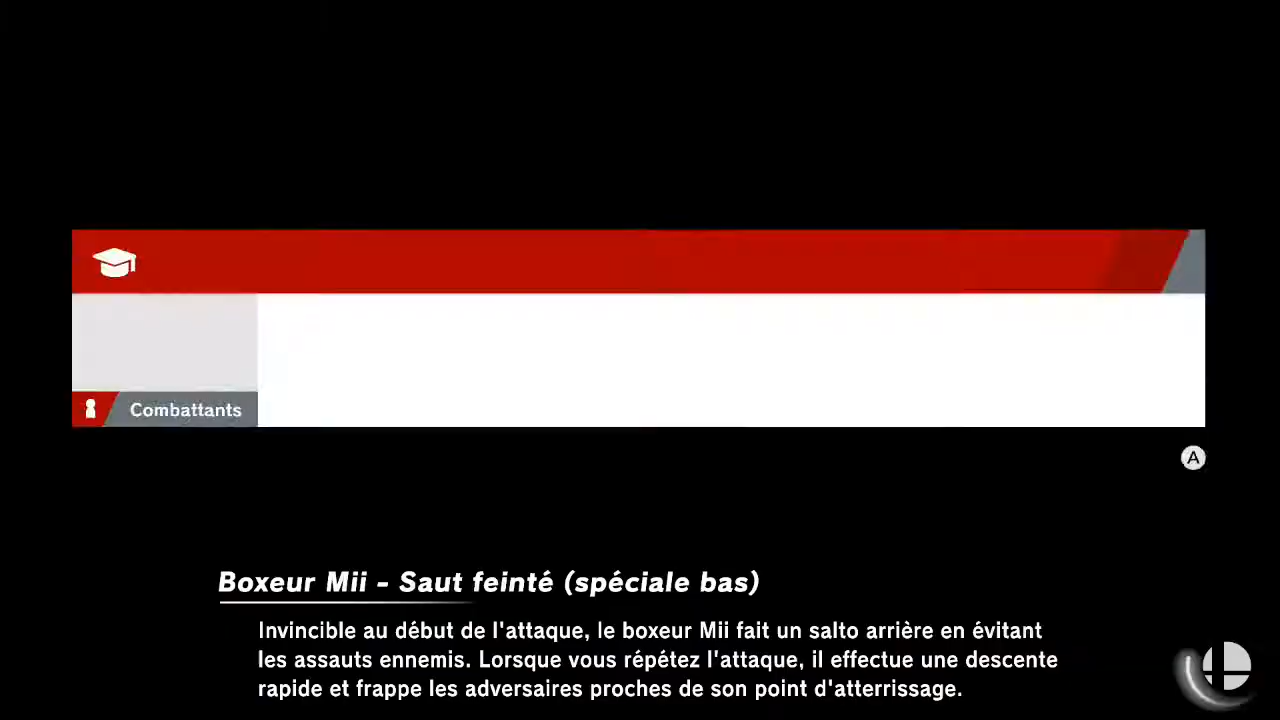 Combattants
A
Boxeur Mii - Saut feinté (spéciale bas)
Invincible au début de l'attaque, le boxeur Mii fait un salto arrière en évitant
les assauts ennemis. Lorsque vous répétez l'attaque, il effectue une descente
rapide et frappe les adversaires proches de son point d'atterrissage.